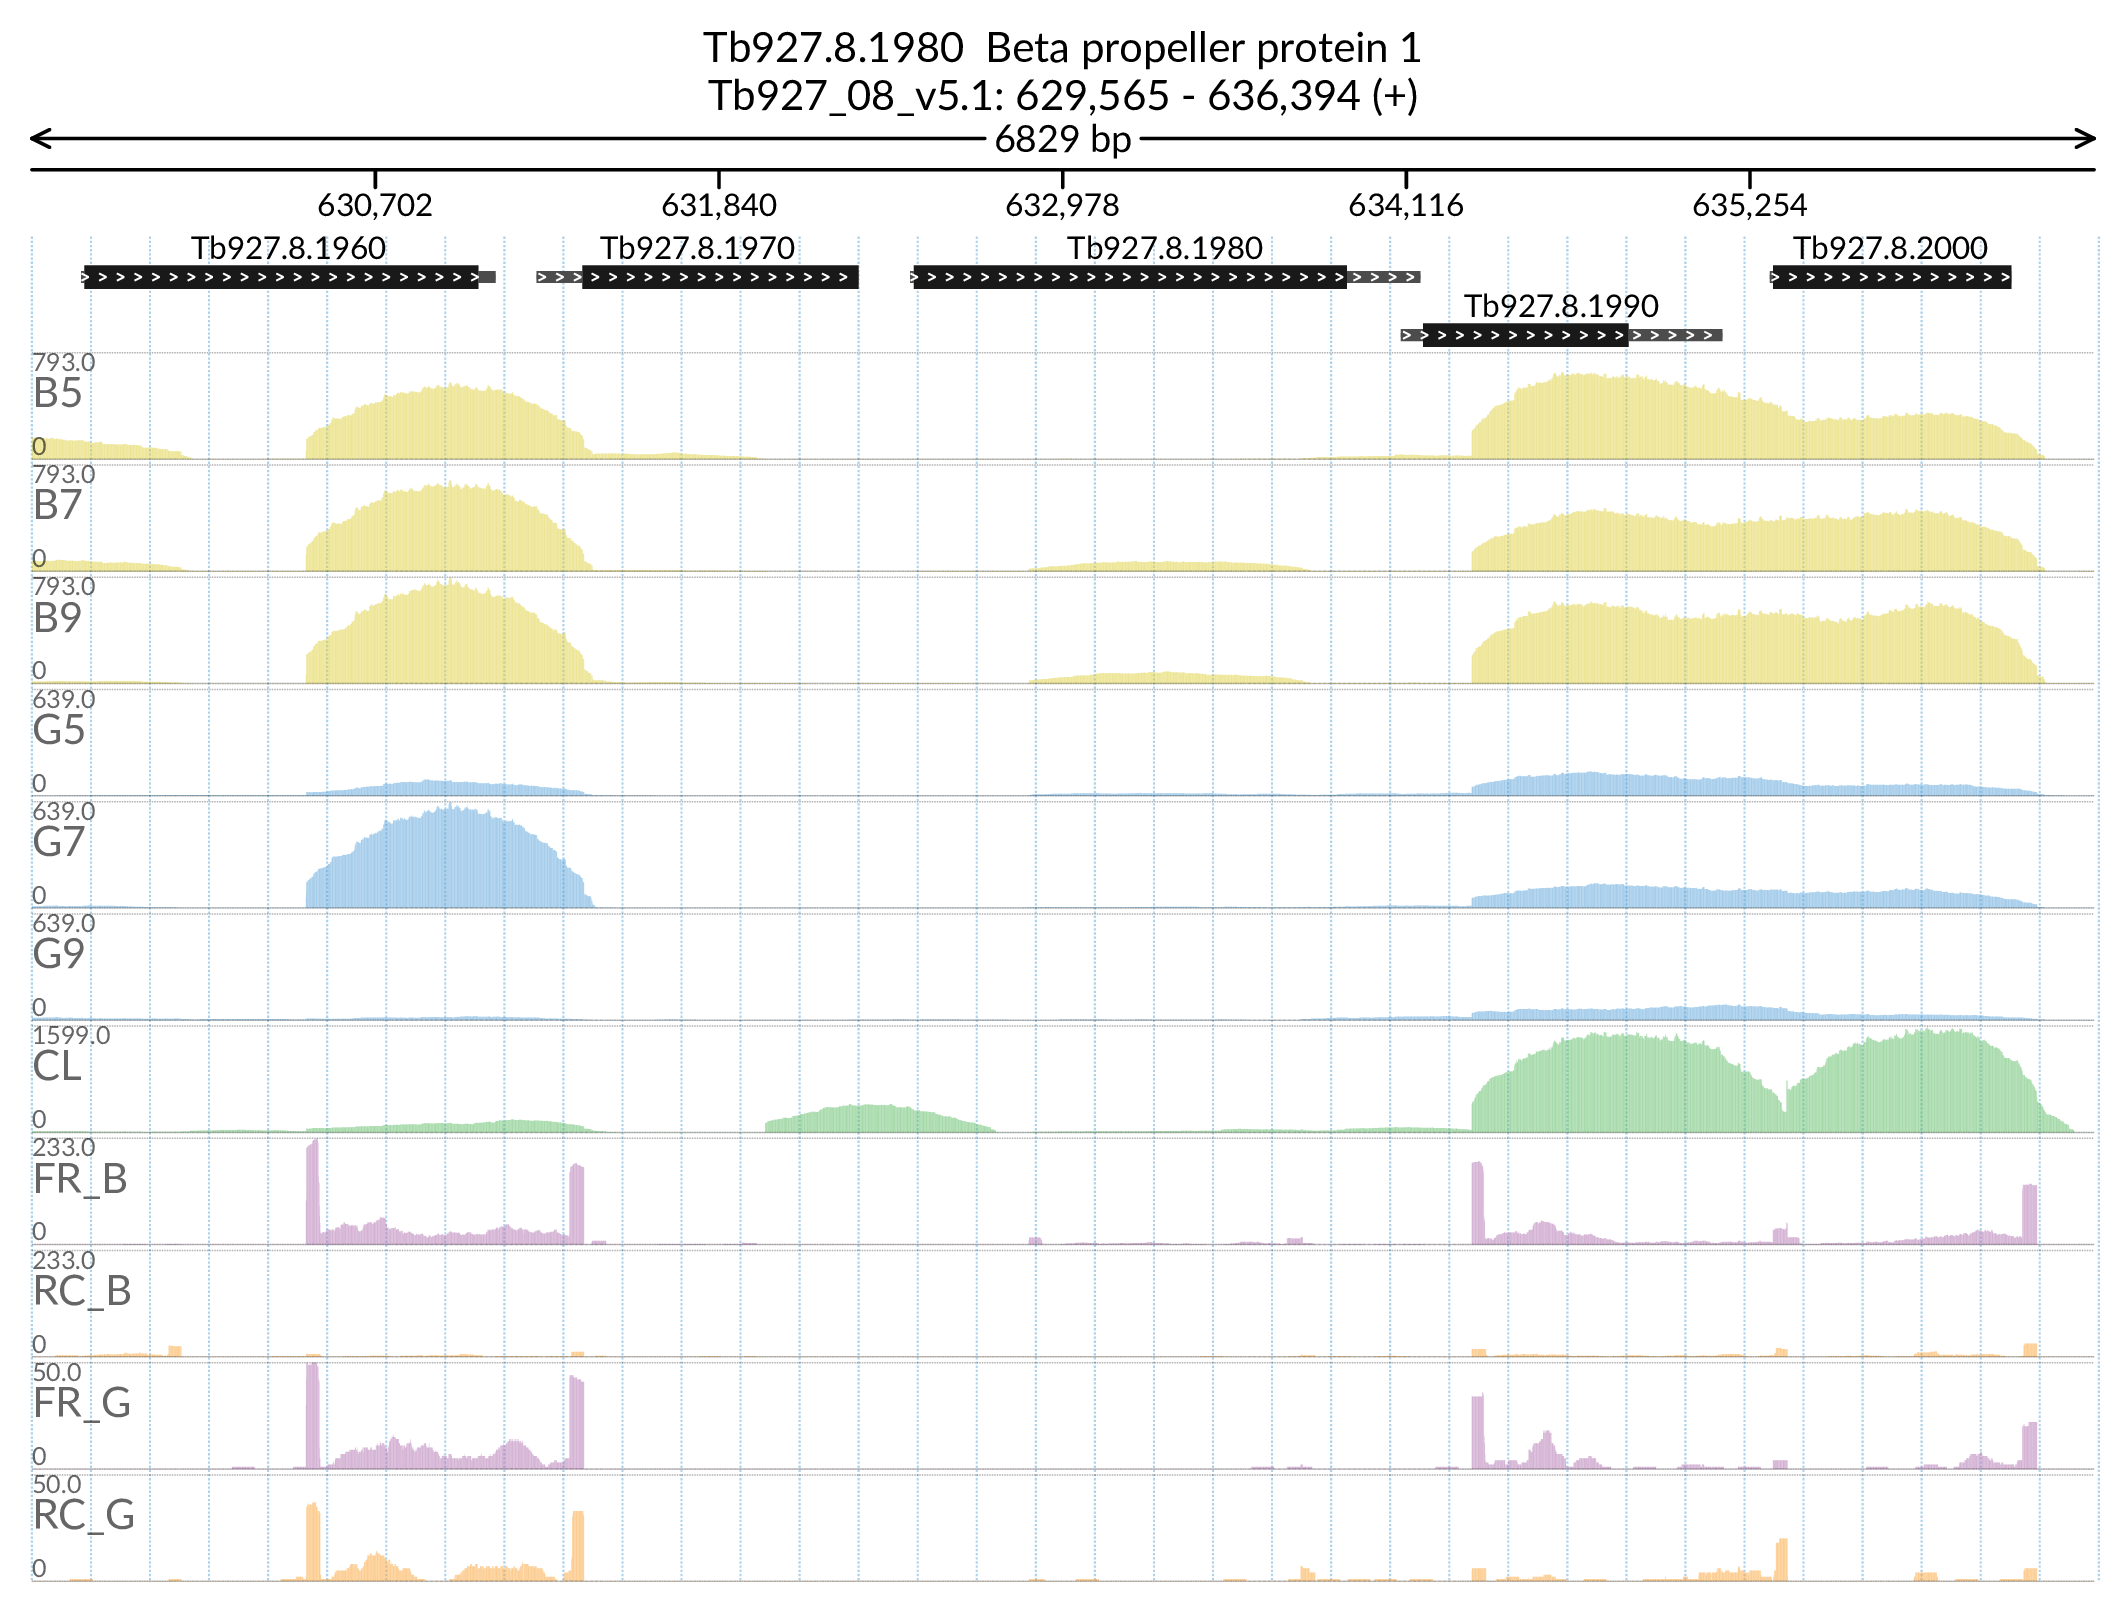 Tb927.8.1980  Beta propeller protein 1
Tb927_08_v5.1: 629,565 - 636,394 (+)
6829 bp
630,702 631,840 632,978 634,116 635,254
Tb927.8.1960 Tb927.8.1970 Tb927.8.1980 Tb927.8.2000
Tb927.8.1990
793.0
B5
0
793.0
B7
0
793.0
B9
0
639.0
G5
0
639.0
G7
0
639.0
G9
0
1599.0
CL
0
233.0
FR_B
0
233.0
RC_B
0
50.0
FR_G
0
50.0
RC_G
0